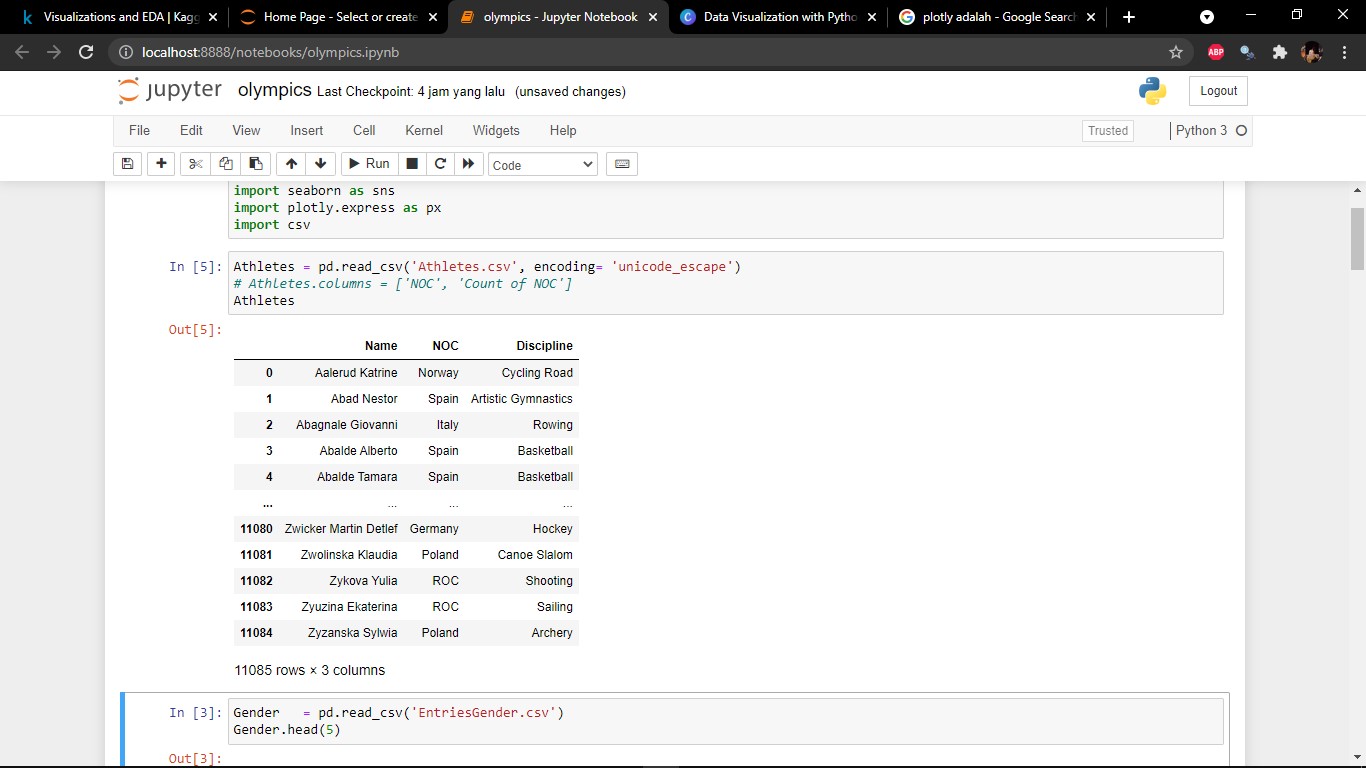 Visualizations and EDA | Kagg
Home Page - Select or create
olympics - Jupyter Notebook
Data Visualization with Pytho
plotly adalah - Google Search
localhost:8888/notebooks/olympics.ipynb
ABP
jupyter olympics Last Checkpoint: 4 jam yang lalu (unsaved changes)
Logout
File Edit View Insert Cell Kernel Widgets Help
Trusted
Python 3
Run
Code
import seaborn as sns
import plotly.express as px
import csv
In [5]: Athletes = pd.read_csv('Athletes.csv', encoding= 'unicode_escape')
# Athletes.columns = ['NOC', 'Count of NOC']
Athletes
Out[5]:
Name NOC Discipline
0 Aalerud Katrine Norway Cycling Road
1 Abad Nestor Spain Artistic Gymnastics
2 Abagnale Giovanni Italy Rowing
3 Abalde Alberto Spain Basketball
4 Abalde Tamara Spain Basketball
... ... ... ...
11080 Zwicker Martin Detlef Germany Hockey
11081 Zwolinska Klaudia Poland Canoe Slalom
11082 Zykova Yulia ROC Shooting
11083 Zyuzina Ekaterina ROC Sailing
11084 Zyzanska Sylwia Poland Archery
11085 rows × 3 columns
In [3]: Gender = pd.read_csv('EntriesGender.csv')
Gender.head(5)
Out[3]: